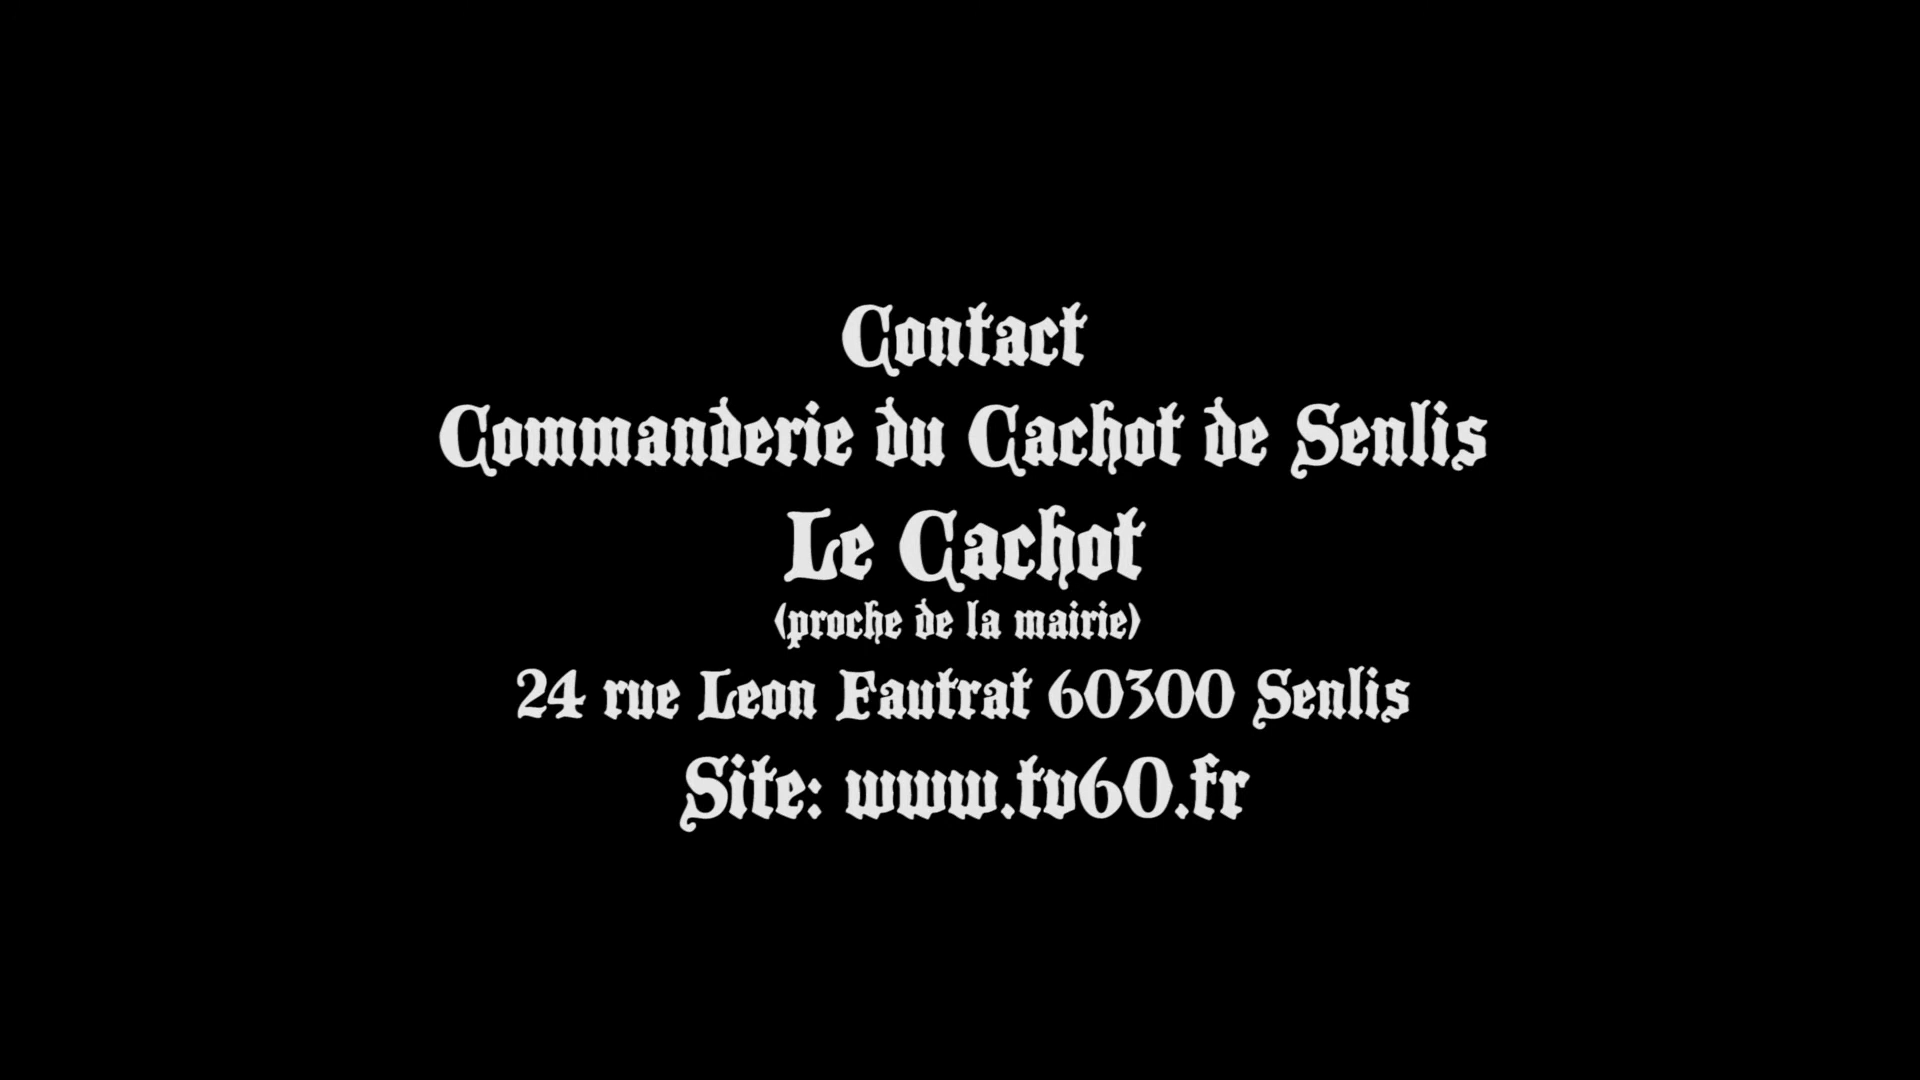 Contact
Commanderie du Cachot de Senlis
Le Cachot
(proche de la mairie)
24 rue Leon Fautrat 60300 Senlis
Site: www.tv60.fr